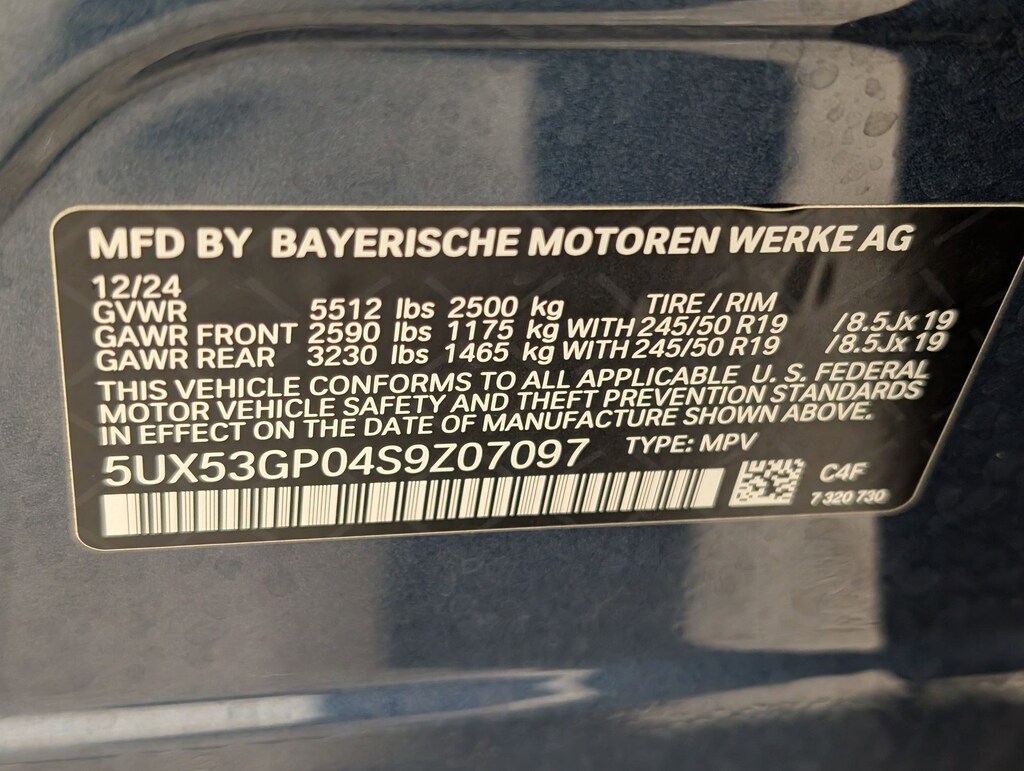 MFD BY BAYERISCHE MOTOREN WERKE AG
12/24
GVWR 5512 lbs 2500 kg TIRE / RIM
GAWR FRONT 2590 lbs 1175 kg WITH 245/50 R19 /8.5Jx 19
GAWR REAR 3230 lbs 1465 kg WITH 245/50 R19 /8.5Jx 19
THIS VEHICLE CONFORMS TO ALL APPLICABLE U. S. FEDERAL
MOTOR VEHICLE SAFETY AND THEFT PREVENTION STANDARDS
IN EFFECT ON THE DATE OF MANUFACTURE SHOWN ABOVE.
5UX53GP04S9Z07097 TYPE: MPV
C4F
7 320 730